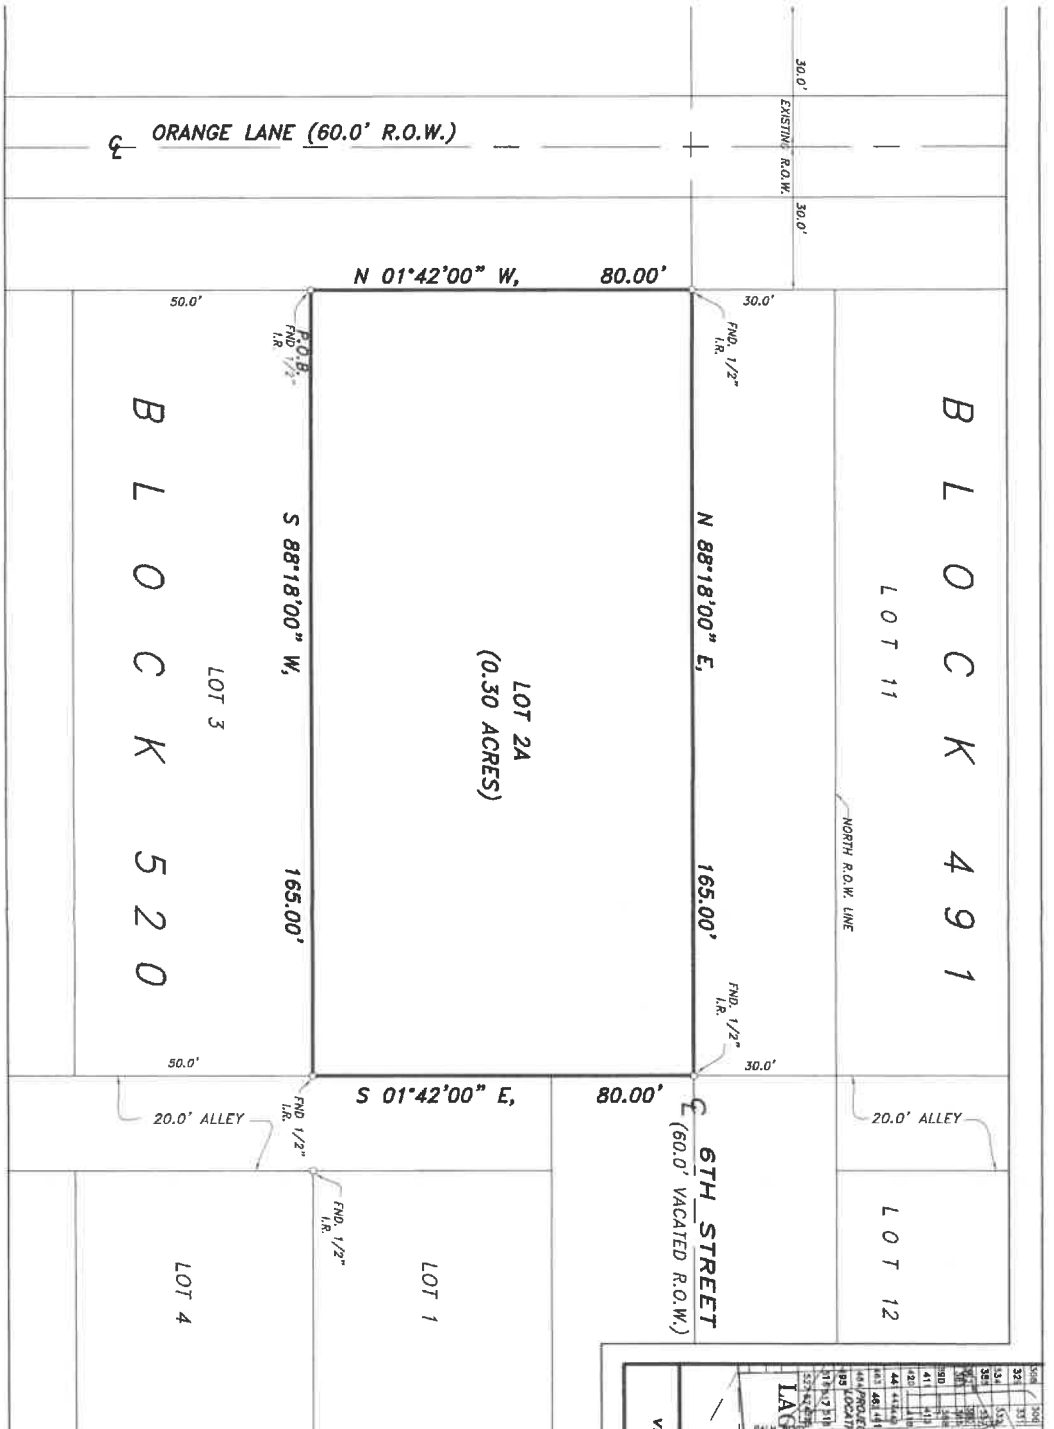 30.0'
EXISTING R.O.W.
30.0'
ORANGE LANE (60.0' R.O.W.)
N 01°42'00" W, 80.00'
50.0'
30.0'
P.O.B.
FND 1/2"
I.R.
FND. 1/2"
I.R.
BLOCK 491
LOT 11
NORTH R.O.W. LINE
N 88°18'00" E, 165.00'
LOT 2A
(0.30 ACRES)
S 88°18'00" W, 165.00'
LOT 3
BLOCK 520
FND. 1/2"
I.R.
50.0'
30.0'
S 01°42'00" E, 80.00'
20.0' ALLEY
FND 1/2"
I.R.
20.0' ALLEY
6TH STREET
(60.0' VACATED R.O.W.)
FND. 1/2"
I.R.
LOT 12
LOT 1
LOT 4